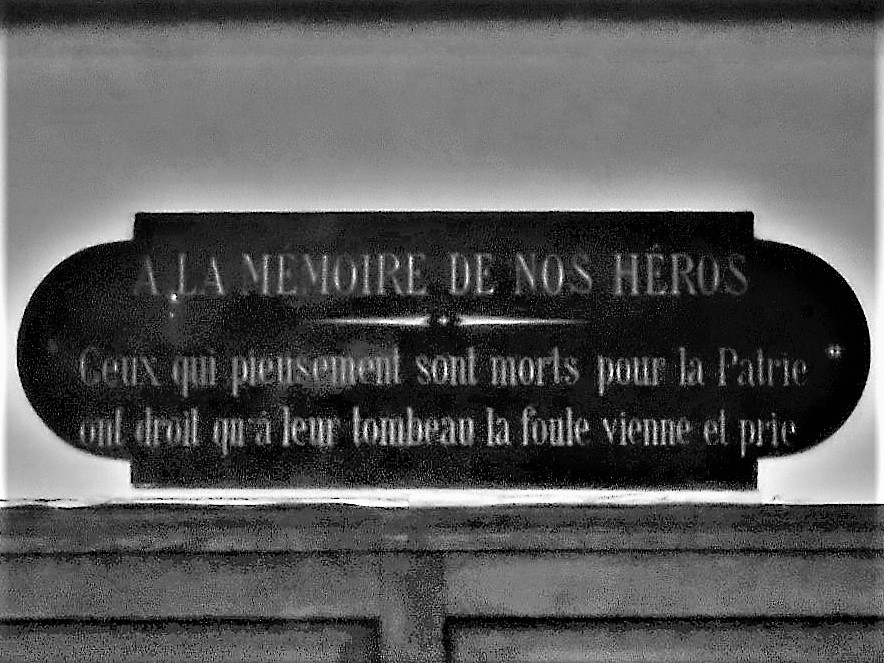 A LA MÉMOIRE DE NOS HÉROS
Ceux qui pieusement sont morts pour la Patrie
ont droit qu'á leur tombeau la foule vienne et prie